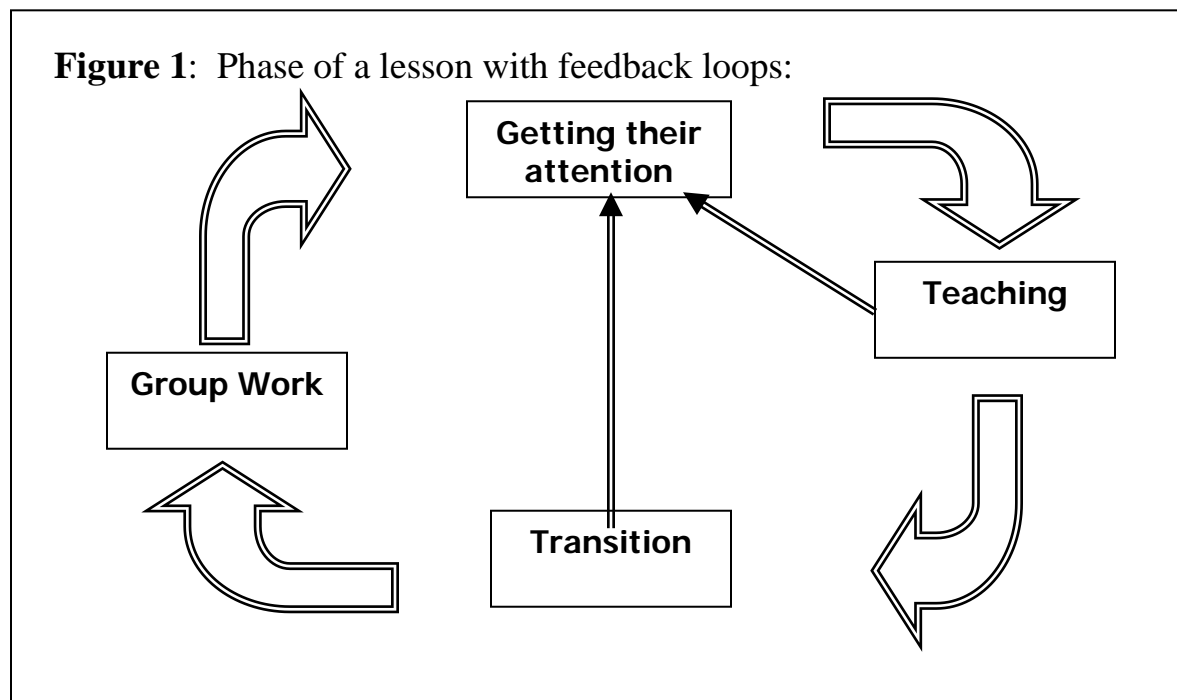 Figure 1: Phase of a lesson with feedback loops:
Getting their
attention
Teaching
Group Work
Transition